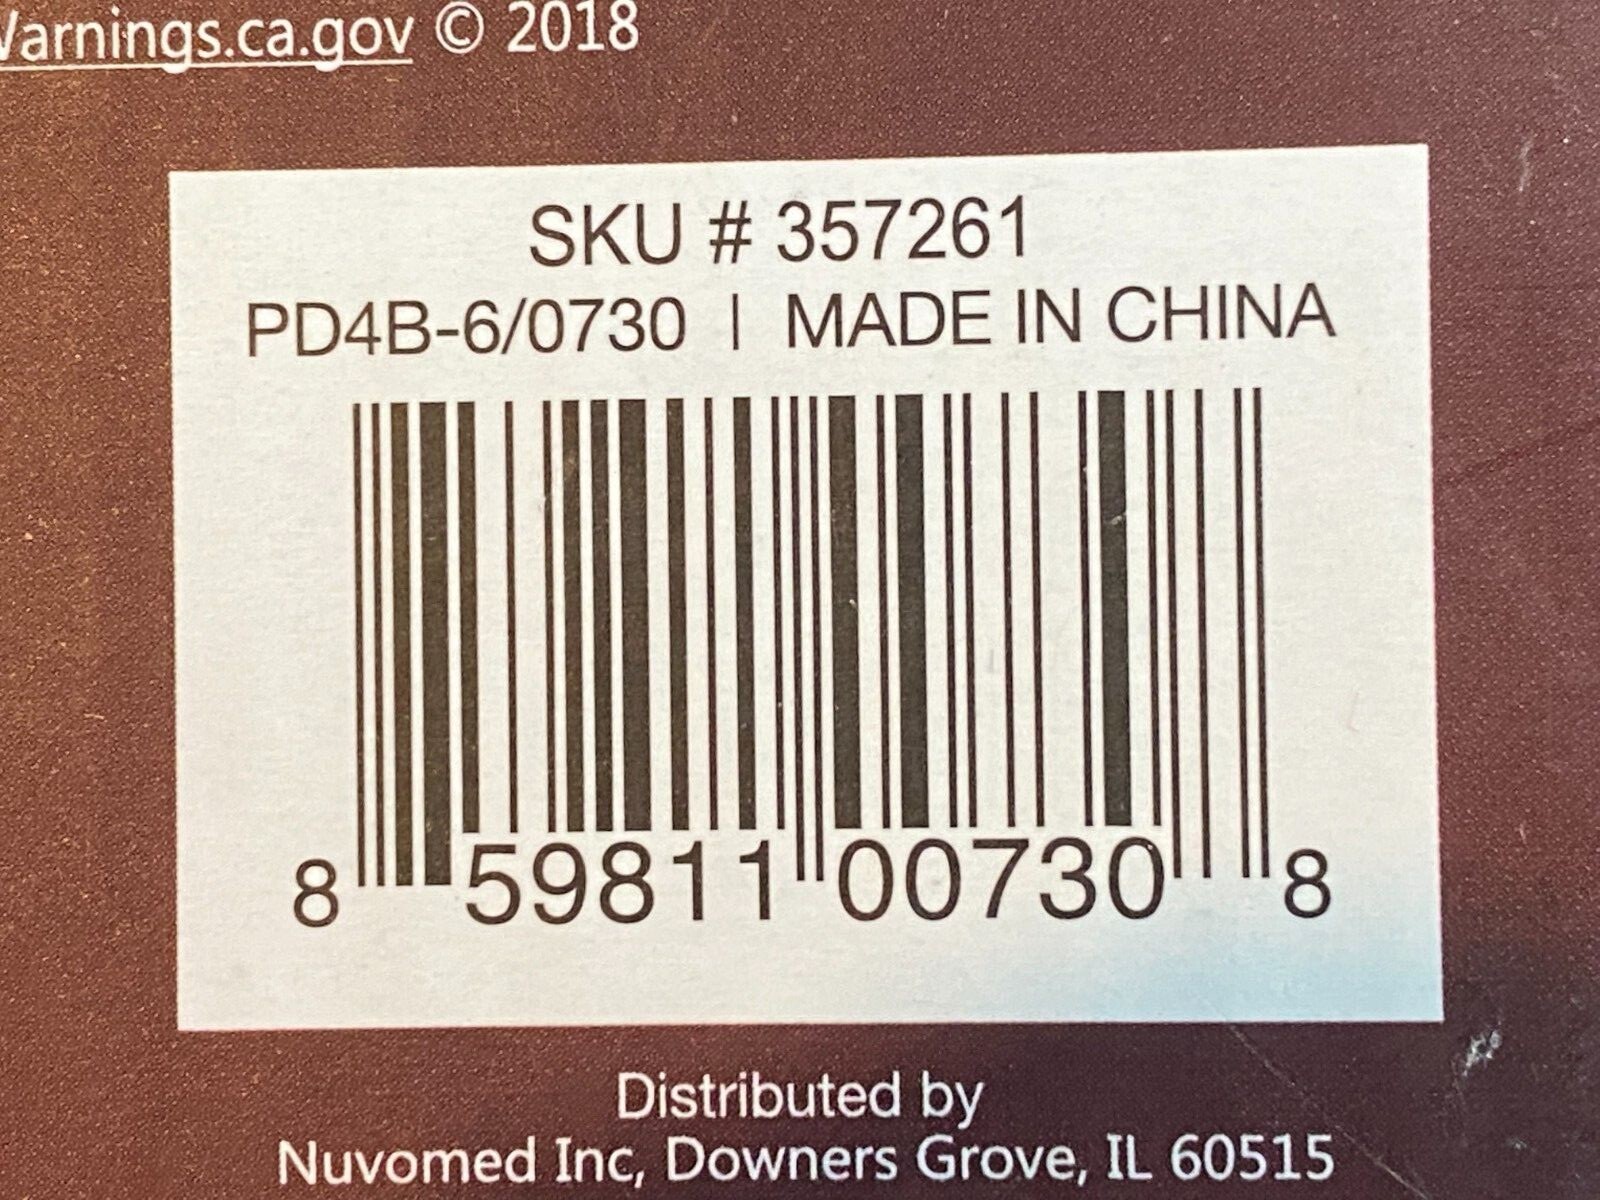 Warnings.ca.gov © 2018
SKU # 357261
PD4B-6/0730 | MADE IN CHINA
8 59811 00730 8
Distributed by
Nuvomed Inc, Downers Grove, IL 60515